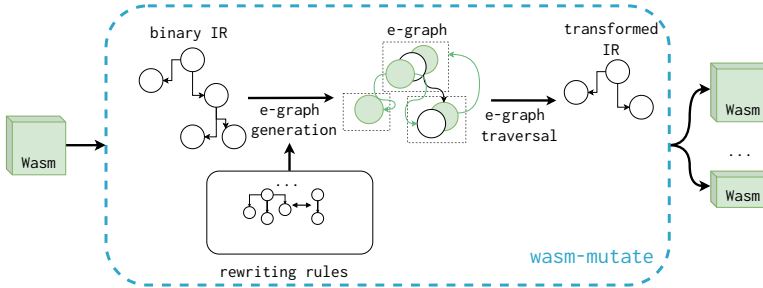 binary IR
e-graph
transformed
IR
e-graph
generation
e-graph
traversal
Wasm
Wasm
...
Wasm
...
rewriting rules
wasm-mutate